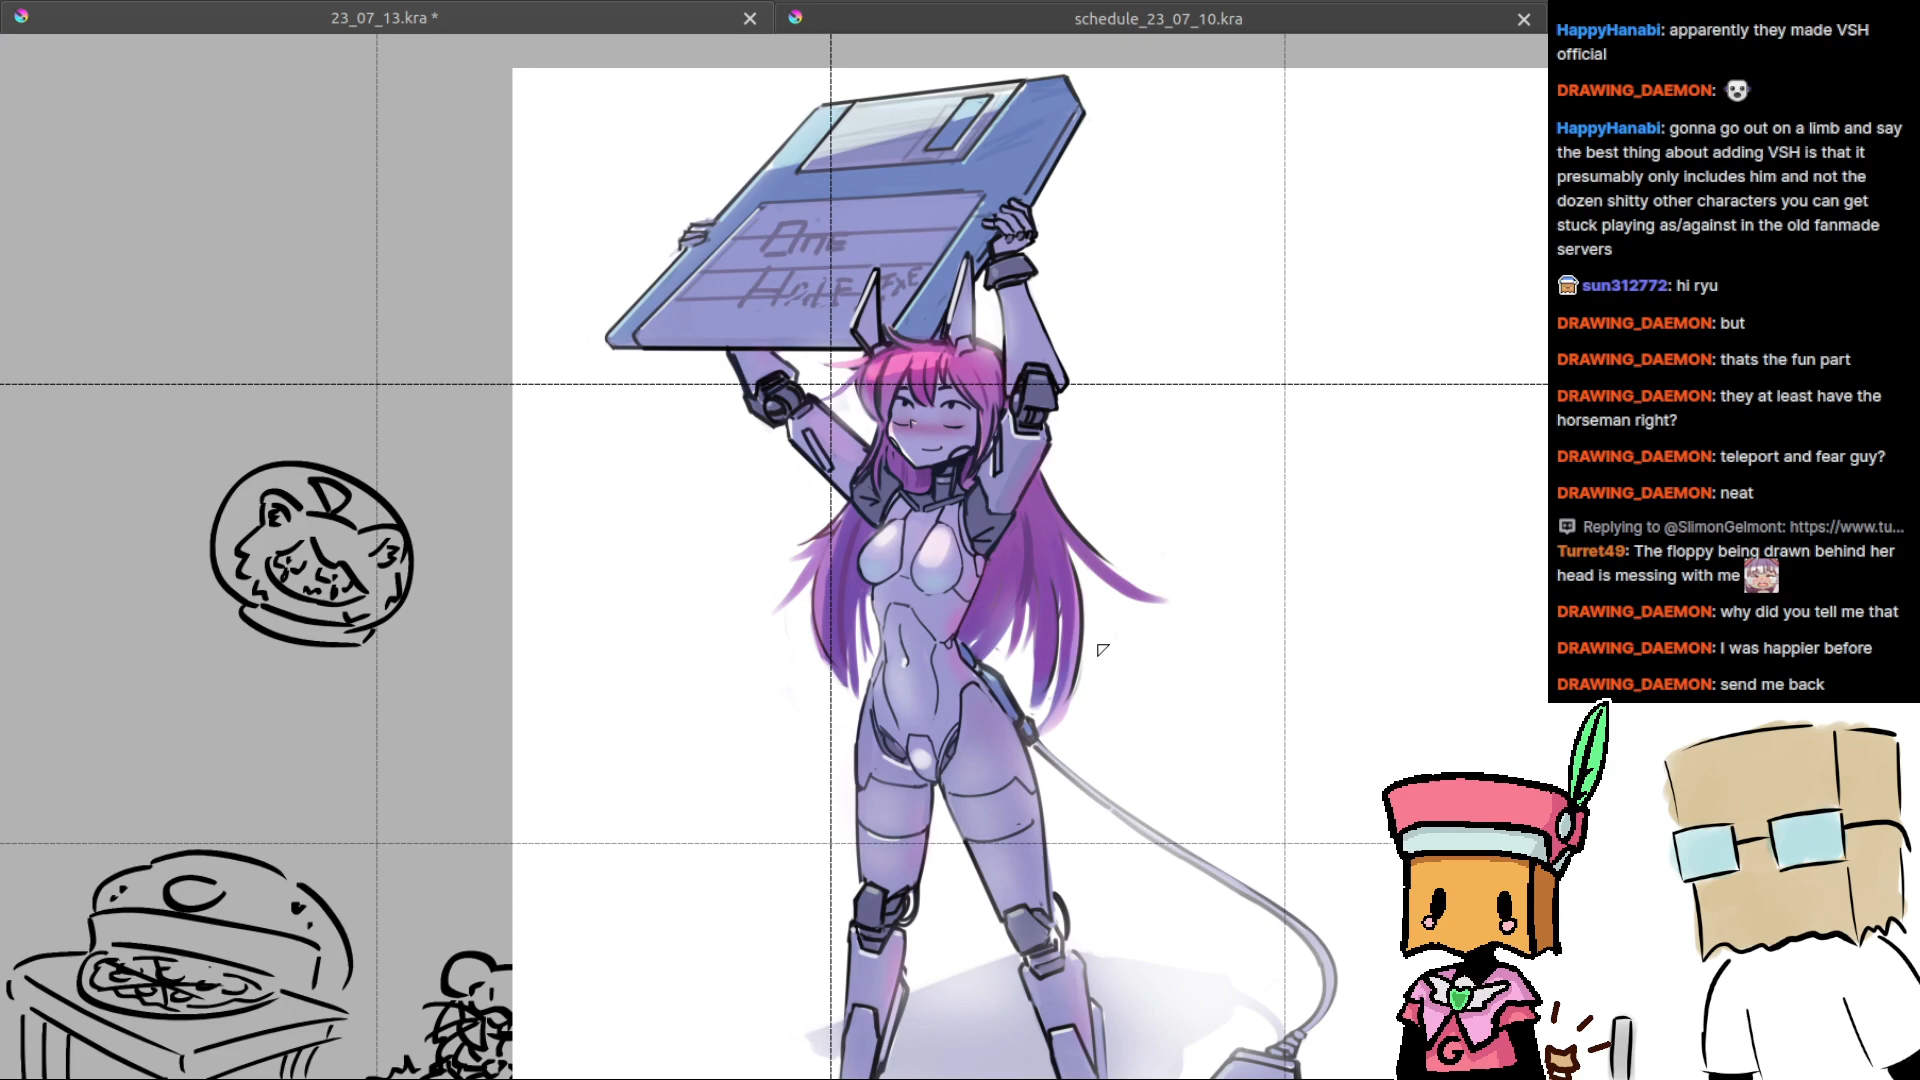 23_07_13.kra *
schedule_23_07_10.kra
HappyHanabi: apparently they made VSH
official
DRAWING_DAEMON:
HappyHanabi: gonna go out on a limb and say
the best thing about adding VSH is that it
presumably only includes him and not the
dozen shitty other characters you can get
stuck playing as/against in the old fanmade
servers
sun312772: hi ryu
DRAWING_DAEMON: but
DRAWING_DAEMON: thats the fun part
DRAWING_DAEMON: they at least have the
horseman right?
DRAWING_DAEMON: teleport and fear guy?
DRAWING_DAEMON: neat
Replying to @SlimonGelmont: https://www.tu...
Turret49: The floppy being drawn behind her
head is messing with me
DRAWING_DAEMON: why did you tell me that
DRAWING_DAEMON: I was happier before
DRAWING_DAEMON: send me back
G